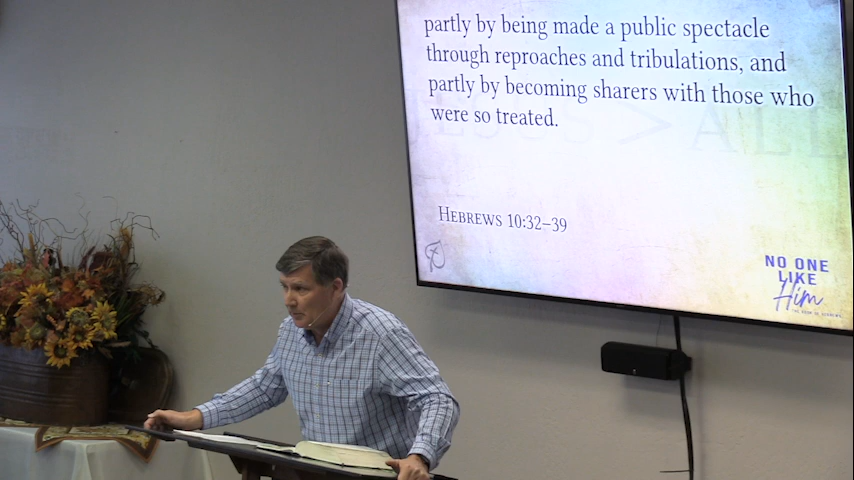 partly by being made a public spectacle
through reproaches and tribulations, and
partly by becoming sharers with those who
were so treated.
HEBREWS 10:32–39
NO ONE
LIKE
Him